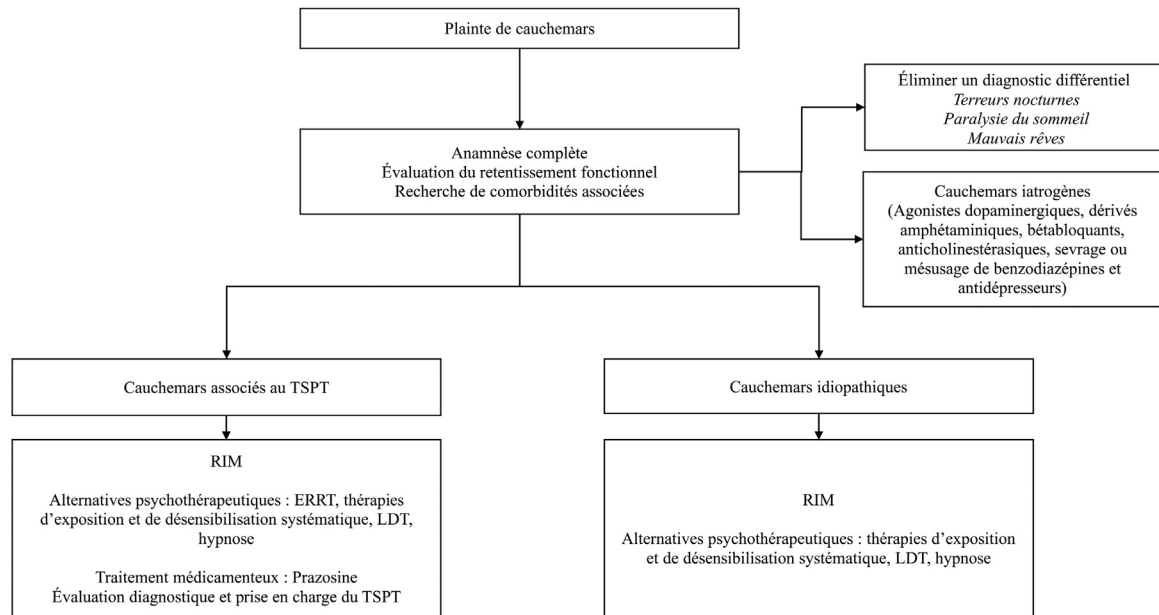 Plainte de cauchemars
Éliminer un diagnostic différentiel
Terreurs nocturnes
Paralysie du sommeil
Mauvais rêves
Anamnèse complète
Évaluation du retentissement fonctionnel
Recherche de comorbidités associées
Cauchemars iatrogènes
(Agonistes dopaminergiques, dérivés
amphétaminiques, bétabloquants,
anticholinestérasiques, sevrage ou
mésusage de benzodiazépines et
antidépresseurs)
Cauchemars associés au TSPT
Cauchemars idiopathiques
RIM
Alternatives psychothérapeutiques : ERRT, thérapies
d’exposition et de désensibilisation systématique, LDT,
hypnose
Traitement médicamenteux : Prazosine
Évaluation diagnostique et prise en charge du TSPT
RIM
Alternatives psychothérapeutiques : thérapies d’exposition
et de désensibilisation systématique, LDT, hypnose